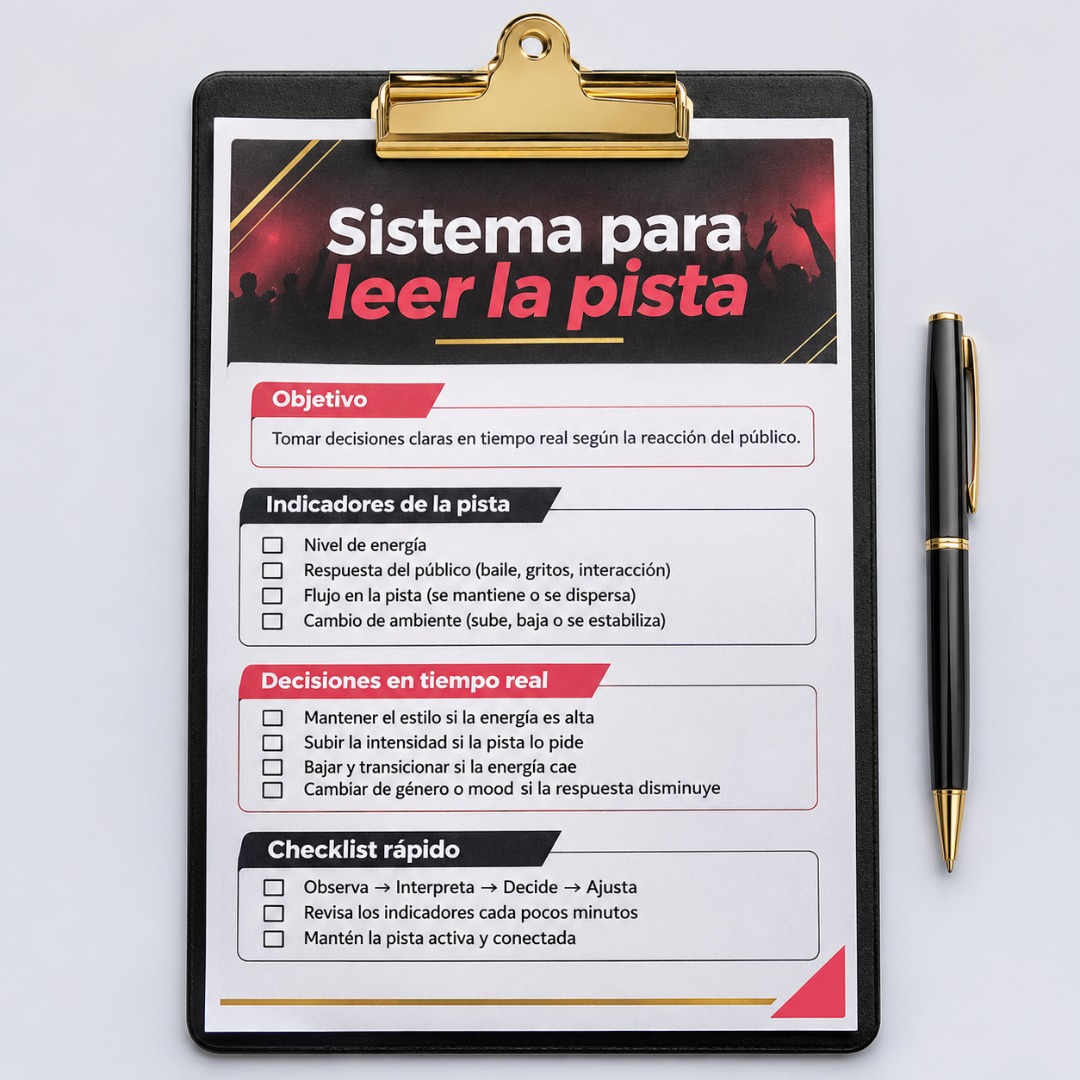 Sistema para
leer la pista
Objetivo
Tomar decisiones claras en tiempo real según la reacción del público.
Indicadores de la pista
Nivel de energía
Respuesta del público (baile, gritos, interacción)
Flujo en la pista (se mantiene o se dispersa)
Cambio de ambiente (sube, baja o se estabiliza)
Decisiones en tiempo real
Mantener el estilo si la energía es alta
Subir la intensidad si la pista lo pide
Bajar y transicionar si la energía cae
Cambiar de género o mood si la respuesta disminuye
Checklist rápido
Observa → Interpreta → Decide → Ajusta
Revisa los indicadores cada pocos minutos
Mantén la pista activa y conectada